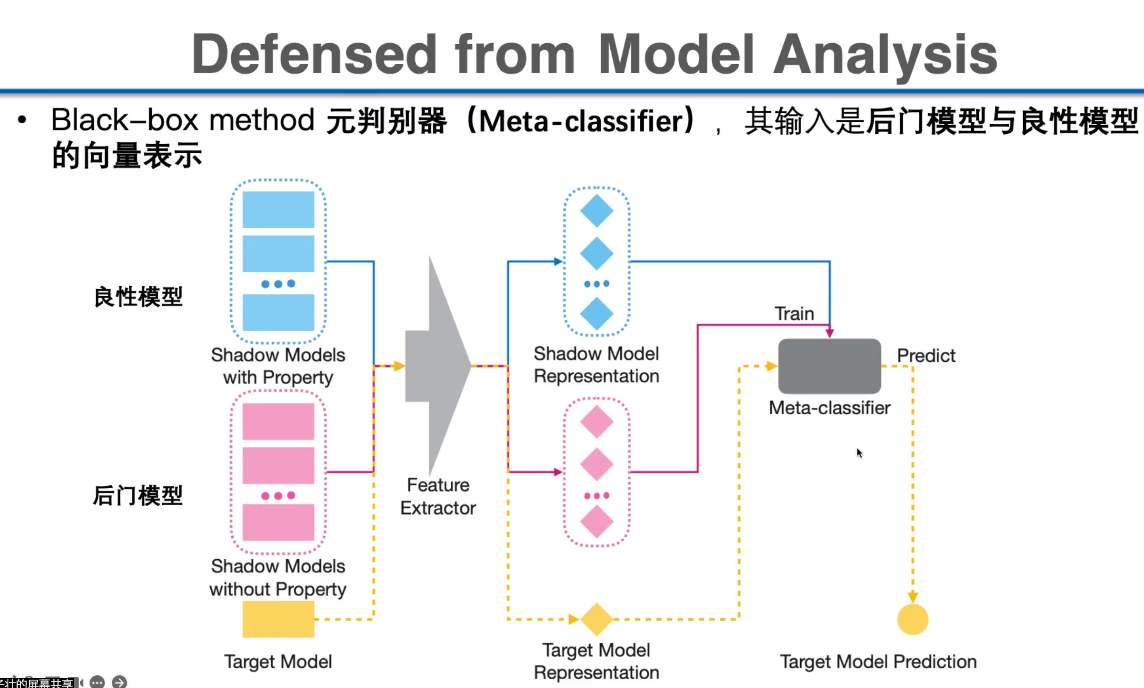 Defensed from Model Analysis
• Black-box method 元判别器（Meta-classifier）, 其输入是后门模型与良性模型
的向量表示
良性模型
Shadow Models
with Property
后门模型
Shadow Models
without Property
Target Model
Feature
Extractor
Shadow Model
Representation
Target Model
Representation
Train
Meta-classifier
Predict
Target Model Prediction
的屏幕共享